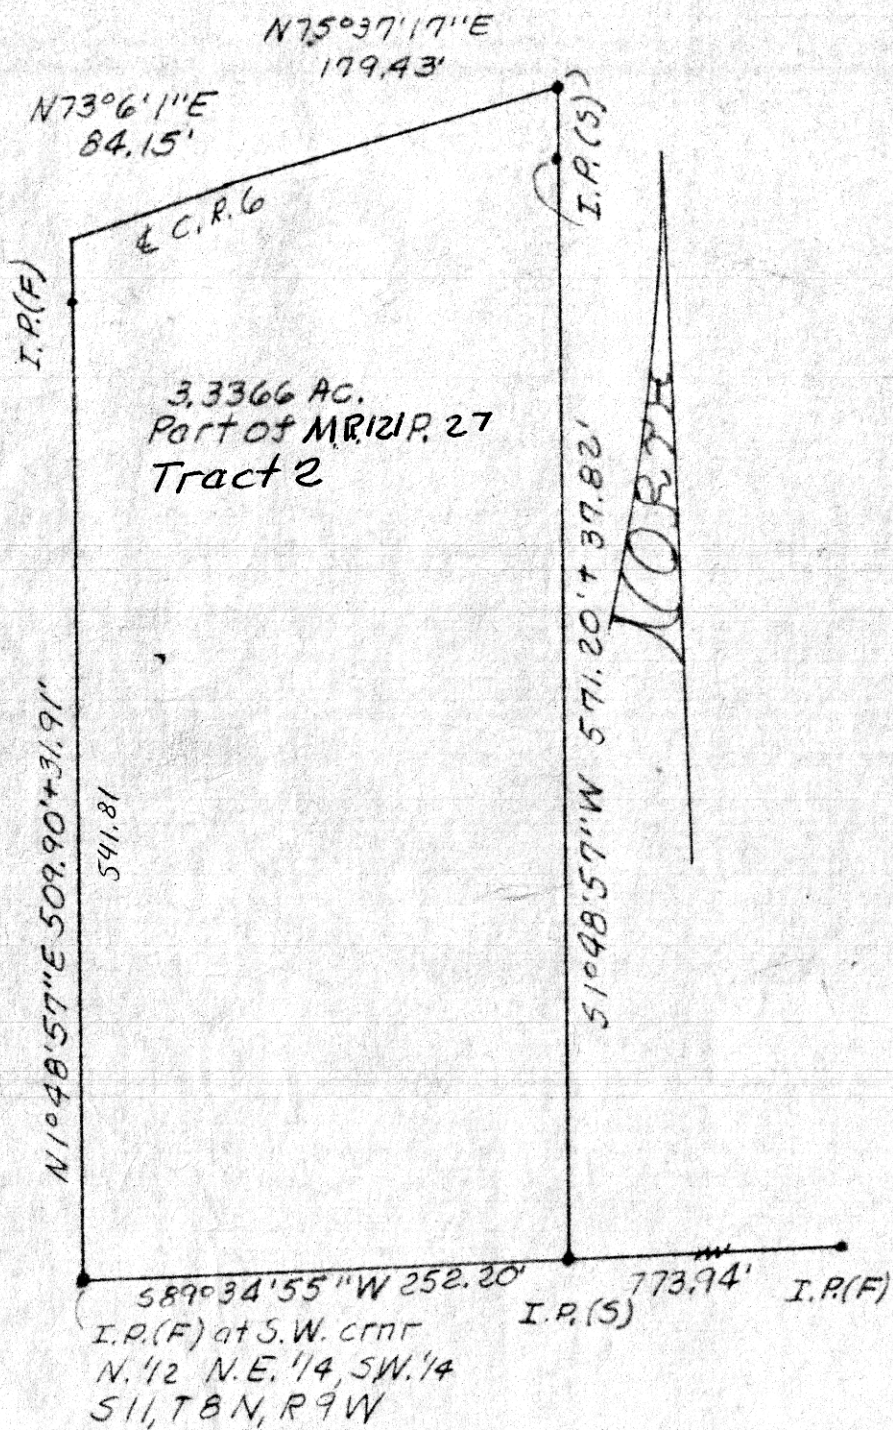 N75°37'17"E
179.43'
N73°6'1"E
84.15'
℄ C.R.6
I.P.(S)
I.P.(F)
3.3366 Ac.
Part of M.R.121P. 27
Tract 2
NORTH
N1°48'57"E 509.90'+31.91'
541.81
S1°48'57"W 571.20'+37.82'
S89°34'55"W 252.20'
773.94'
I.P.(S)
I.P.(F)
I.P.(F) at S.W. crnr
N.1/2 N.E.1/4, SW.1/4
S11, T8N, R9W